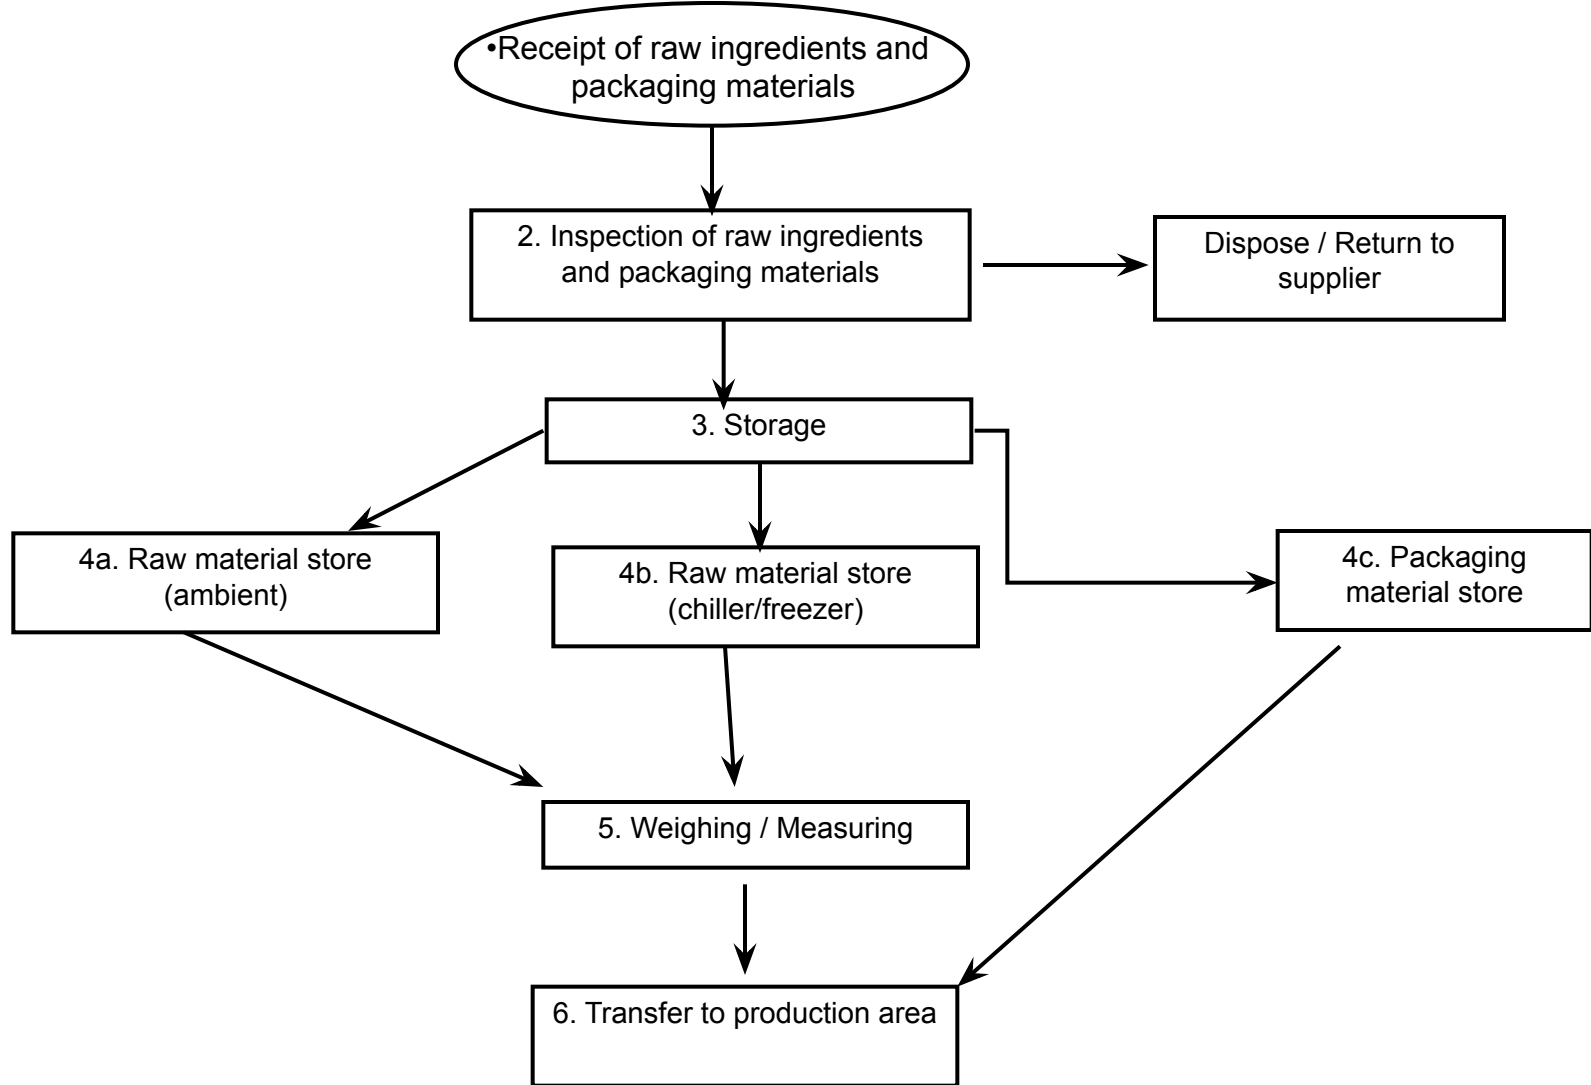 •Receipt of raw ingredients and
packaging materials
2. Inspection of raw ingredients
and packaging materials
Dispose / Return to
supplier
3. Storage
4a. Raw material store
(ambient)
4b. Raw material store
(chiller/freezer)
4c. Packaging
material store
5. Weighing / Measuring
6. Transfer to production area